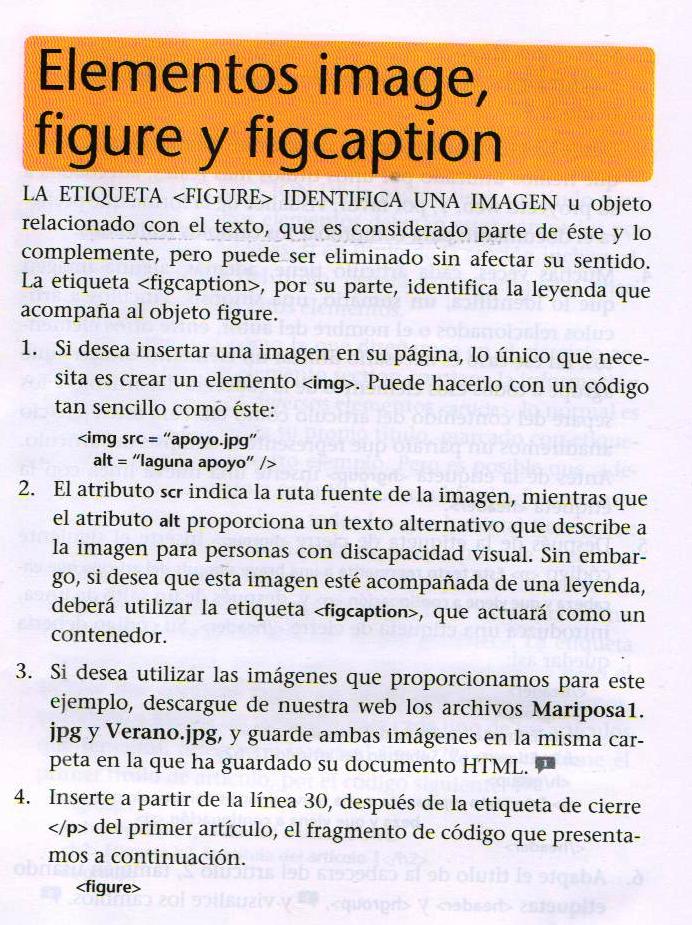 Elementos image,
figure y figcaption
LA ETIQUETA <FIGURE> IDENTIFICA UNA IMAGEN u objeto
relacionado con el texto, que es considerado parte de éste y lo
complemente, pero puede ser eliminado sin afectar su sentido.
La etiqueta <figcaption>, por su parte, identifica la leyenda que
acompaña al objeto figure.
1. Si desea insertar una imagen en su página, lo único que nece-
sita es crear un elemento <img>. Puede hacerlo con un código
tan sencillo como éste:
<img src = “apoyo.jpg”
alt = “laguna apoyo” />
2. El atributo scr indica la ruta fuente de la imagen, mientras que
el atributo alt proporciona un texto alternativo que describe a
la imagen para personas con discapacidad visual. Sin embar-
go, si desea que esta imagen esté acompañada de una leyenda,
deberá utilizar la etiqueta <figcaption>, que actuará como un
contenedor.
3. Si desea utilizar las imágenes que proporcionamos para este
ejemplo, descargue de nuestra web los archivos Mariposa1.
jpg y Verano.jpg, y guarde ambas imágenes en la misma car-
peta en la que ha guardado su documento HTML. 1
4. Inserte a partir de la línea 30, después de la etiqueta de cierre
</p> del primer artículo, el fragmento de código que presenta-
mos a continuación.
<figure>